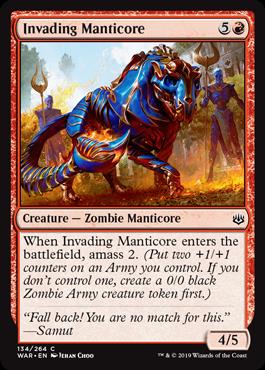 Invading Manticore 5
Creature — Zombie Manticore
When Invading Manticore enters the
battlefield, amass 2. (Put two +1/+1
counters on an Army you control. If you
don't control one, create a 0/0 black
Zombie Army creature token first.)
"Fall back! You are no match for this."
—Samut
4/5
134/264 C
WAR • EN Jehan Choo
™ & © 2019 Wizards of the Coast